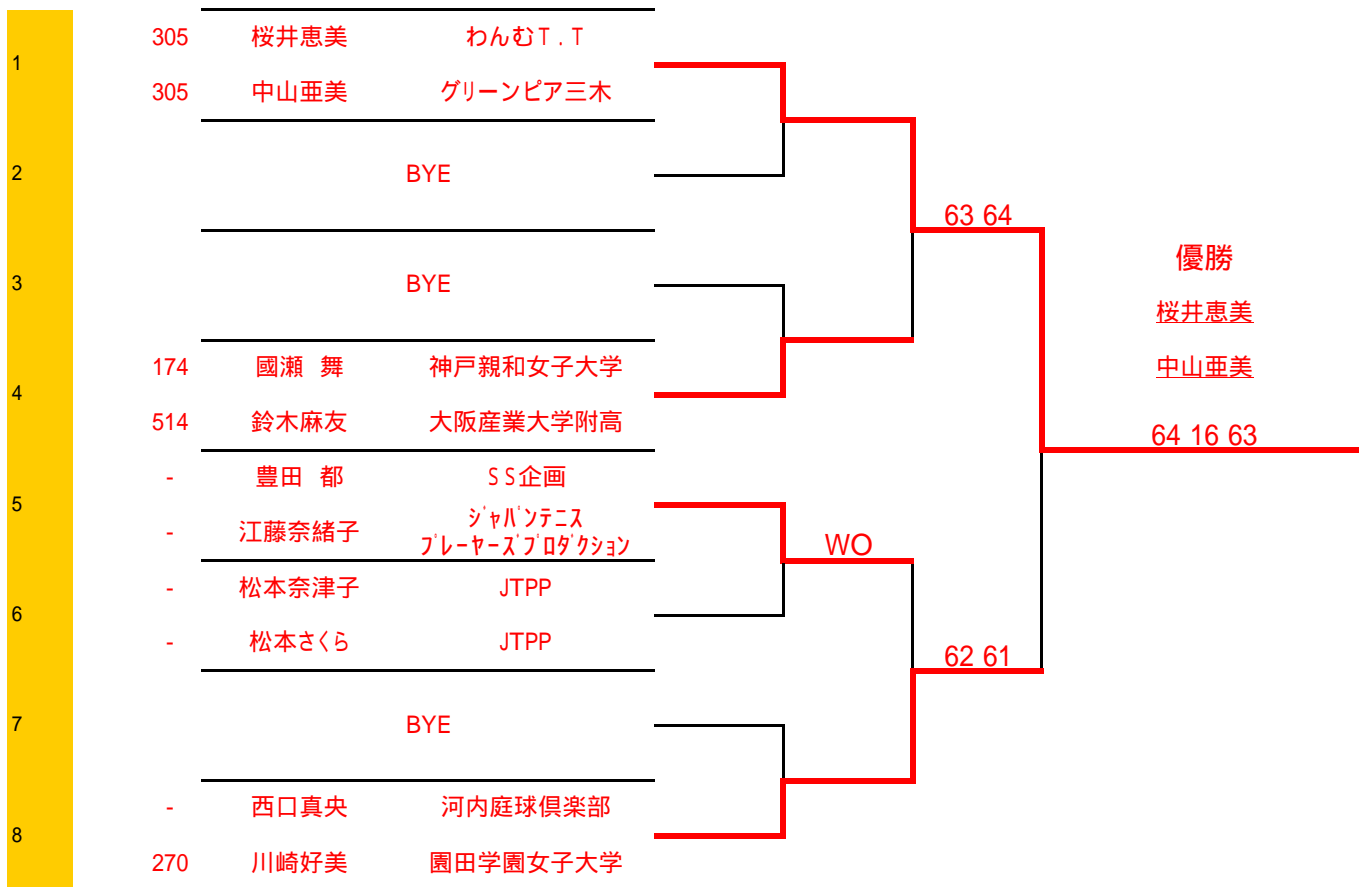 305 桜井恵美 わんむT．T
1
305 中山亜美 グリーンピア三木
2 BYE
63 64
優勝
3 BYE
桜井恵美
174 國瀬 舞 神戸親和女子大学
中山亜美
4
514 鈴木麻友 大阪産業大学附高
64 16 63
- 豊田 都 SS企画
5
- 江藤奈緒子 ジャパンテニス
プレーヤーズプロダクション
WO
- 松本奈津子 JTPP
6
- 松本さくら JTPP
62 61
7 BYE
- 西口真央 河内庭球倶楽部
8
270 川崎好美 園田学園女子大学